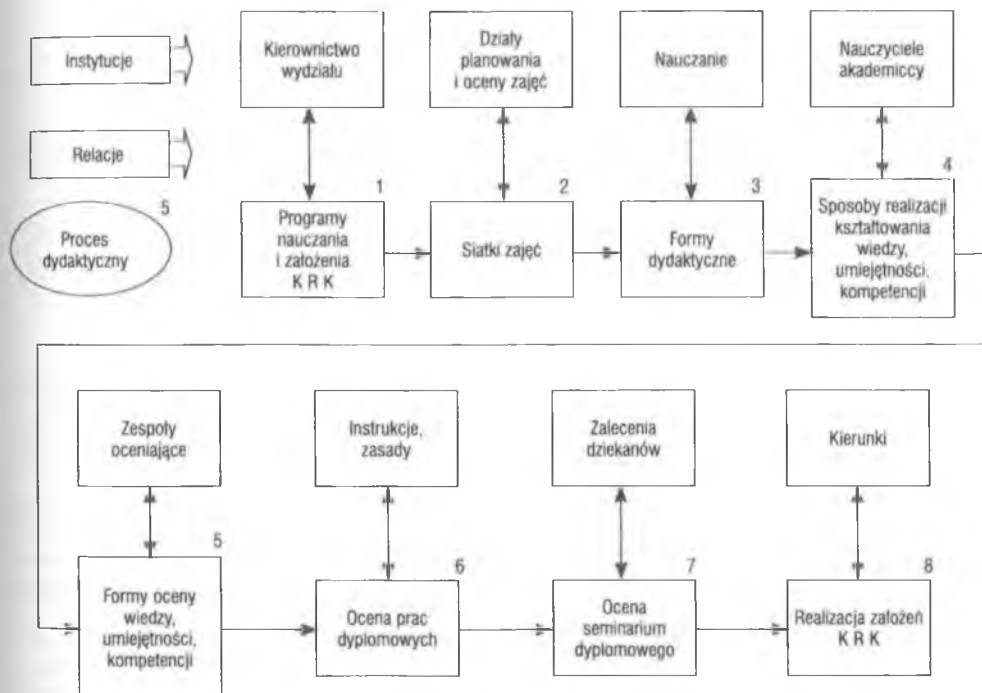 Instytucje
Kierownictwo
wydziału
Działy
planowania
i oceny zajęć
Nauczanie
Nauczyciele
akademiccy
Relacje
5
Proces
dydaktyczny
1
Programy
nauczania
i założenia
K R K
2
Siatki zajęć
3
Formy
dydaktyczne
4
Sposoby realizacji
kształtowania
wiedzy,
umiejętności,
kompetencji
Zespoły
oceniające
Instrukcje,
zasady
Zalecenia
dziekanów
Kierunki
5
Formy oceny
wiedzy,
umiejętności,
kompetencji
6
Ocena prac
dyplomowych
7
Ocena
seminarium
dyplomowego
8
Realizacja założeń
K R K